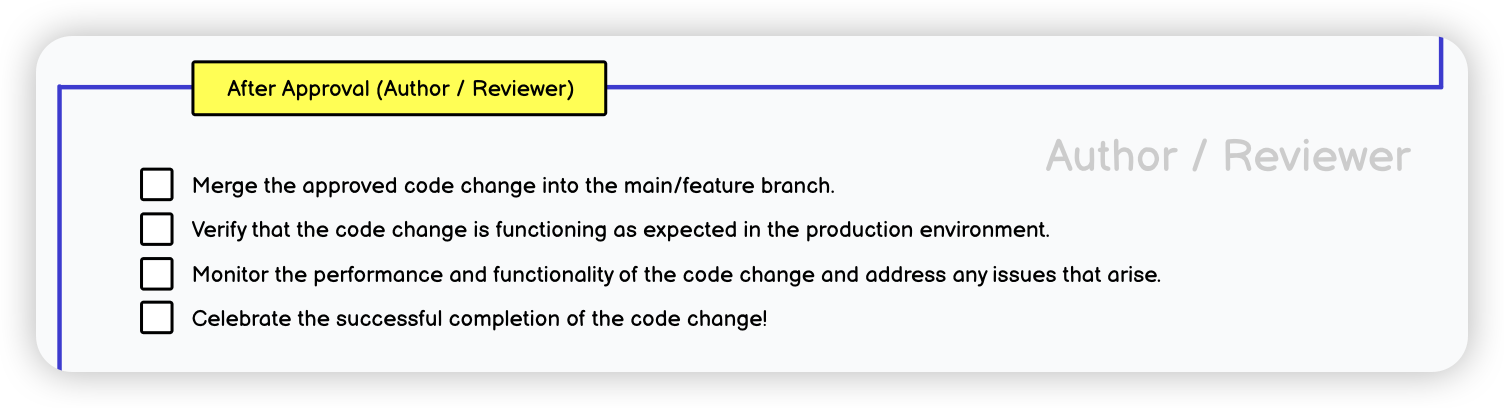 After Approval (Author / Reviewer)
Author / Reviewer
Merge the approved code change into the main/feature branch.
Verify that the code change is functioning as expected in the production environment.
Monitor the performance and functionality of the code change and address any issues that arise.
Celebrate the successful completion of the code change!